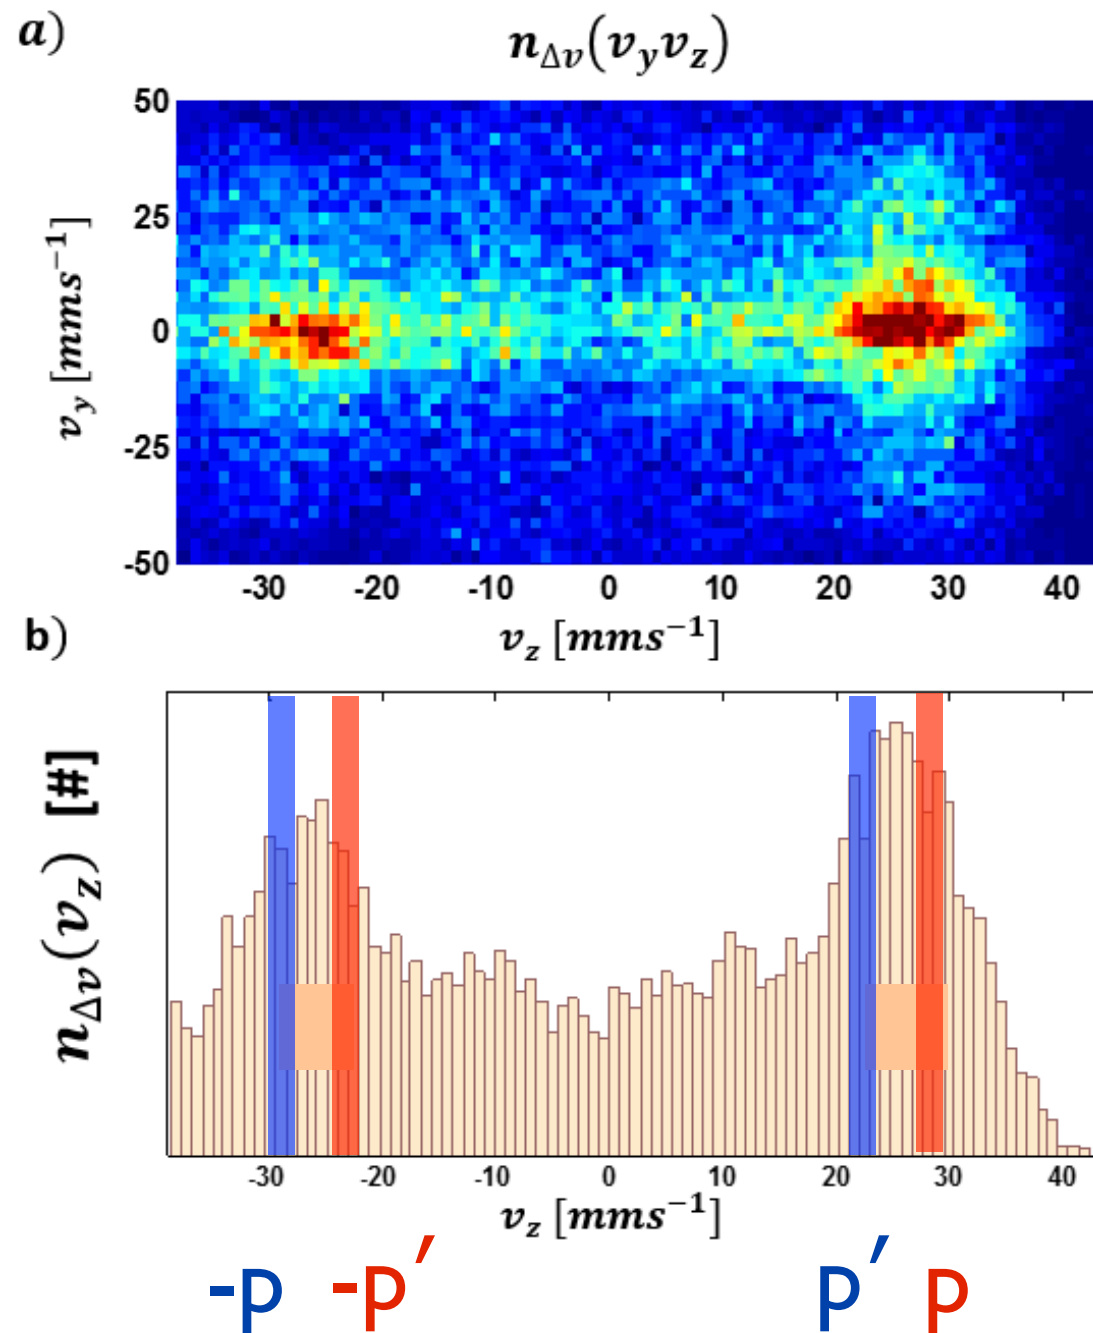 a)
n_Δv(v_y v_z)
50
25
0
-25
-50
v_y [mms⁻¹]
-30 -20 -10 0 10 20 30 40
v_z [mms⁻¹]
b)
n_Δv(v_z) [#]
-30 -20 -10 0 10 20 30 40
v_z [mms⁻¹]
-p -p′ p′ p